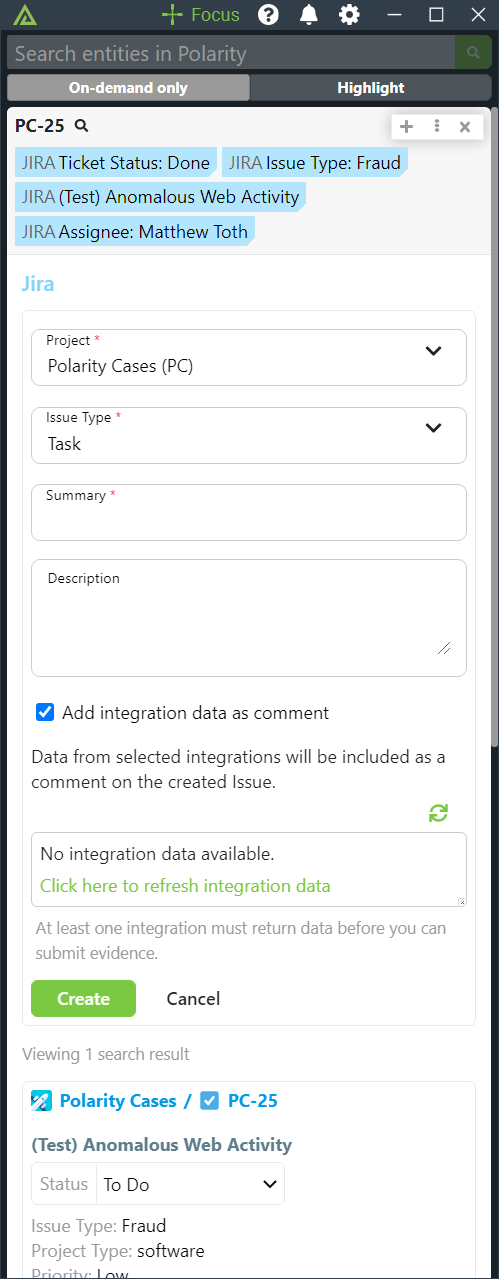 Focus
Search entities in Polarity
On-demand only Highlight
PC-25
JIRA Ticket Status: Done JIRA Issue Type: Fraud
JIRA (Test) Anomalous Web Activity
JIRA Assignee: Matthew Toth
Jira
Project *
Polarity Cases (PC)
Issue Type *
Task
Summary *
Description
Add integration data as comment
Data from selected integrations will be included as a
comment on the created Issue.
No integration data available.
Click here to refresh integration data
At least one integration must return data before you can
submit evidence.
Create Cancel
Viewing 1 search result
Polarity Cases / PC-25
(Test) Anomalous Web Activity
Status To Do
Issue Type: Fraud
Project Type: software
Priority: Low